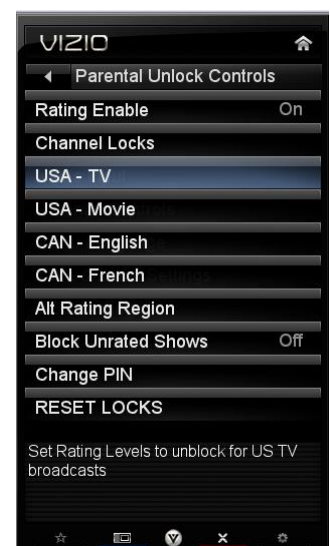 VIZIO
Parental Unlock Controls
Rating Enable On
Channel Locks
USA - TV
USA - Movie
CAN - English
CAN - French
Alt Rating Region
Block Unrated Shows Off
Change PIN
RESET LOCKS
Set Rating Levels to unblock for US TV
broadcasts
V